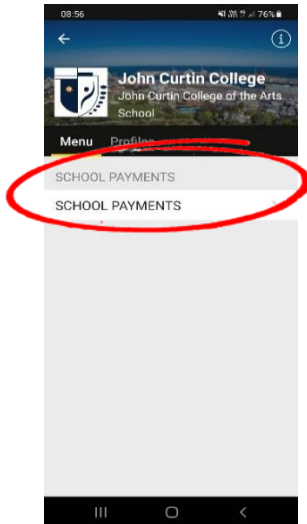 08:56
76%
John Curtin College
John Curtin College of the Arts
School
Menu Profiles
SCHOOL PAYMENTS
SCHOOL PAYMENTS